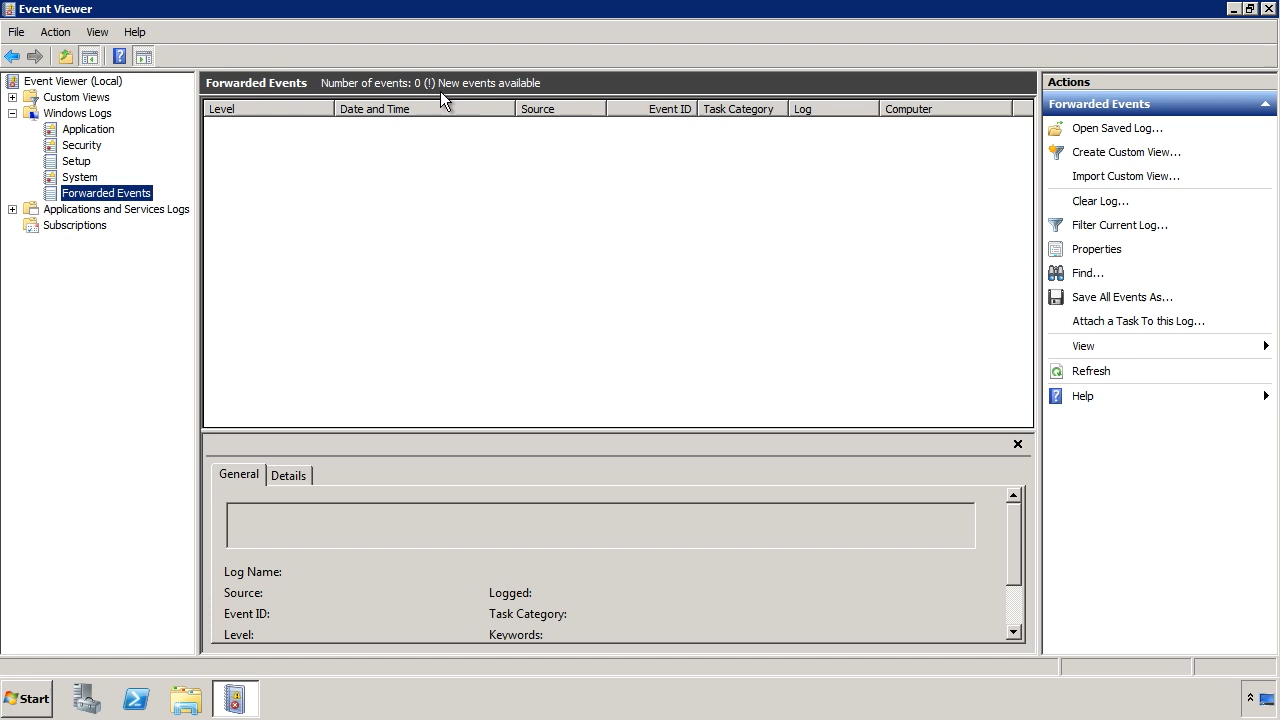 Event Viewer
File Action View Help
Event Viewer (Local)
Custom Views
Windows Logs
Application
Security
Setup
System
Forwarded Events
Applications and Services Logs
Subscriptions
Forwarded Events Number of events: 0 (!) New events available
Level Date and Time Source Event ID Task Category Log Computer
General Details
Log Name:
Source: Logged:
Event ID: Task Category:
Level: Keywords:
Actions
Forwarded Events
Open Saved Log...
Create Custom View...
Import Custom View...
Clear Log...
Filter Current Log...
Properties
Find...
Save All Events As...
Attach a Task To this Log...
View
Refresh
Help
Start